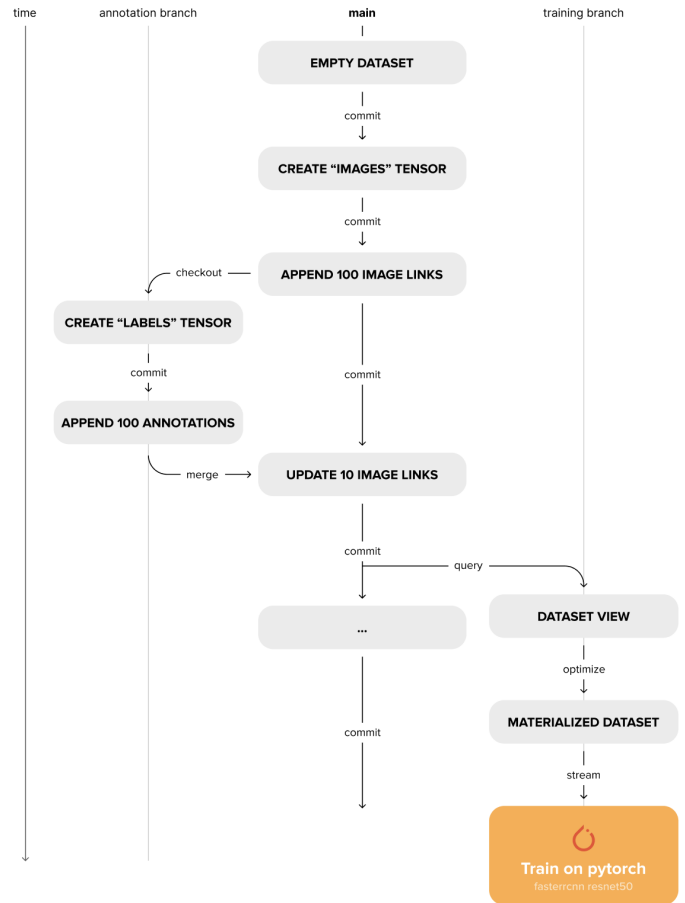 time
annotation branch
main
training branch
EMPTY DATASET
commit
CREATE “IMAGES” TENSOR
commit
checkout
APPEND 100 IMAGE LINKS
CREATE “LABELS” TENSOR
commit
commit
APPEND 100 ANNOTATIONS
merge
UPDATE 10 IMAGE LINKS
commit
query
...
DATASET VIEW
optimize
MATERIALIZED DATASET
commit
stream
Train on pytorch
fasterrcnn resnet50